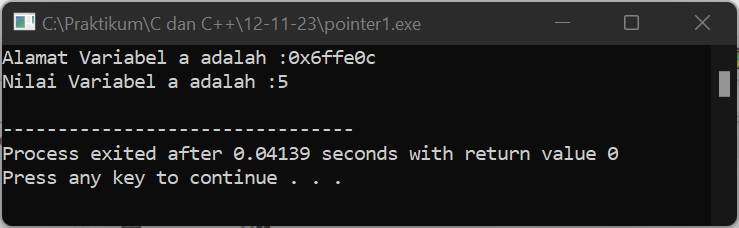 C:\Praktikum\C dan C++\12-11-23\pointer1.exe
Alamat Variabel a adalah :0x6ffe0c
Nilai Variabel a adalah :5
--------------------------------
Process exited after 0.04139 seconds with return value 0
Press any key to continue . . .